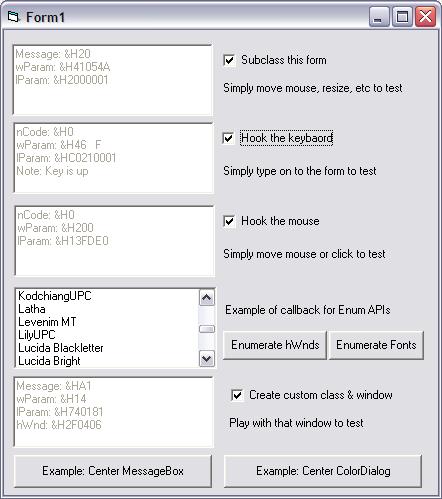 Form1
Message: &H20
wParam: &H41054A
lParam: &H2000001
Subclass this form
Simply move mouse, resize, etc to test
nCode: &H0
wParam: &H46   F
lParam: &HC0210001
Note: Key is up
Hook the keybaord
Simply type on to the form to test
nCode: &H0
wParam: &H200
lParam: &H13FDE0
Hook the mouse
Simply move mouse or click to test
KodchiangUPC
Latha
Levenim MT
LilyUPC
Lucida Blackletter
Lucida Bright
Example of callback for Enum APIs
Enumerate hWnds
Enumerate Fonts
Message: &HA1
wParam: &H14
lParam: &H740181
hWnd: &H2F0406
Create custom class & window
Play with that window to test
Example: Center MessageBox
Example: Center ColorDialog